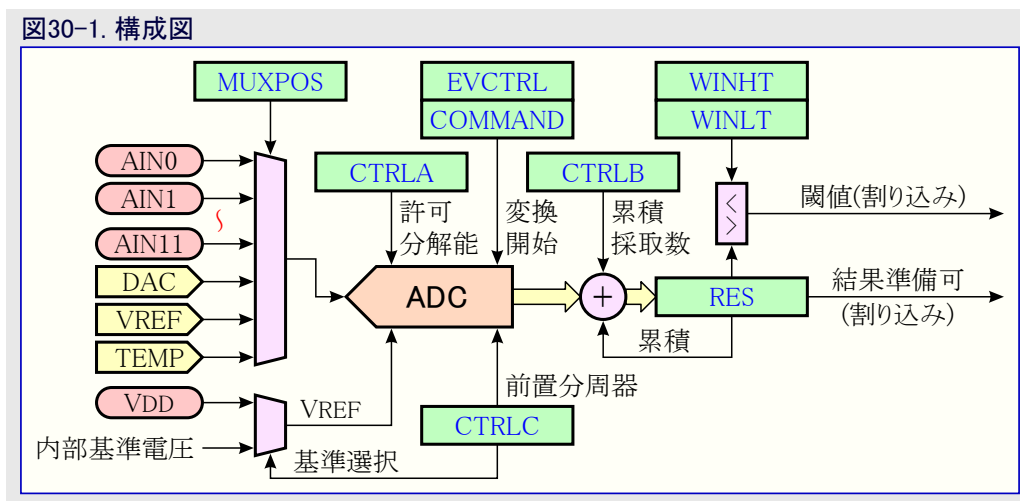 図30-1. 構成図
MUXPOS
EVCTRL
COMMAND
WINHT
WINLT
AIN0
AIN1
AIN11
DAC
VREF
TEMP
CTRLA
許可
分解能
変換
開始
CTRLB
累積
採取数
< >
閾値(割り込み)
ADC
+
RES
結果準備可
(割り込み)
累積
前置分周器
VDD
VREF
内部基準電圧
基準選択
CTRLC